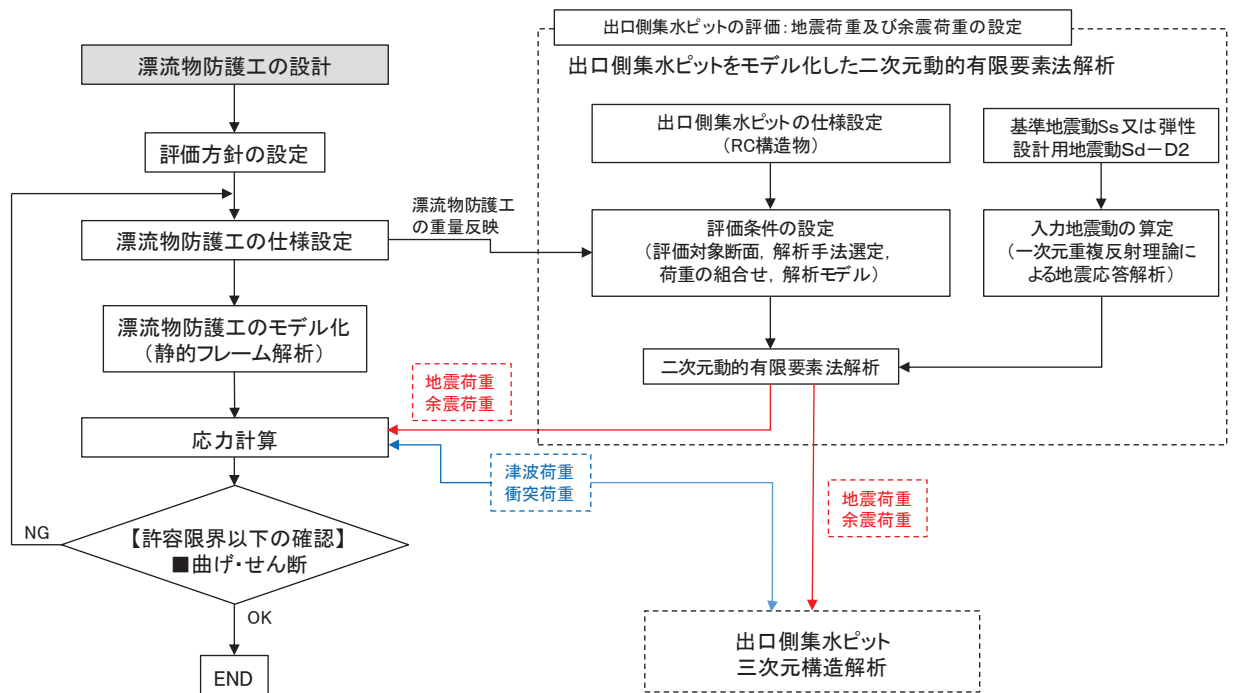 漂流物防護工の設計
評価方針の設定
漂流物防護工の仕様設定
漂流物防護工のモデル化
(静的フレーム解析)
応力計算
【許容限界以下の確認】
■曲げ・せん断
NG
OK
END
漂流物防護工
の重量反映
出口側集水ピットの評価:地震荷重及び余震荷重の設定
出口側集水ピットをモデル化した二次元動的有限要素法解析
出口側集水ピットの仕様設定
(RC構造物)
基準地震動Ss又は弾性
設計用地震動Sd-D2
評価条件の設定
(評価対象断面,解析手法選定,
荷重の組合せ,解析モデル)
入力地震動の算定
(一次元重複反射理論に
よる地震応答解析)
二次元動的有限要素法解析
地震荷重
余震荷重
津波荷重
衝突荷重
地震荷重
余震荷重
出口側集水ピット
三次元構造解析